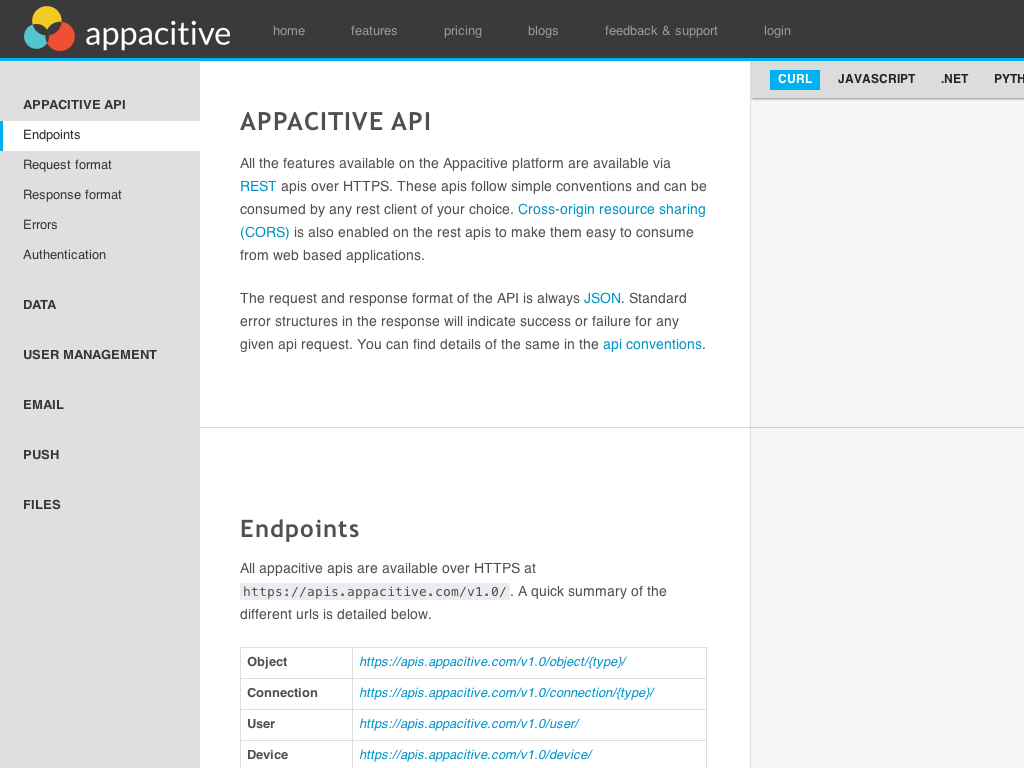 appacitive
home features pricing blogs feedback & support login
CURL JAVASCRIPT .NET PYTH
APPACITIVE API
Endpoints
Request format
Response format
Errors
Authentication
DATA
USER MANAGEMENT
EMAIL
PUSH
FILES
APPACITIVE API
All the features available on the Appacitive platform are available via
REST apis over HTTPS. These apis follow simple conventions and can be
consumed by any rest client of your choice. Cross-origin resource sharing
(CORS) is also enabled on the rest apis to make them easy to consume
from web based applications.
The request and response format of the API is always JSON. Standard
error structures in the response will indicate success or failure for any
given api request. You can find details of the same in the api conventions.
Endpoints
All appacitive apis are available over HTTPS at
https://apis.appacitive.com/v1.0/. A quick summary of the
different urls is detailed below.
Object https://apis.appacitive.com/v1.0/object/{type}/
Connection https://apis.appacitive.com/v1.0/connection/{type}/
User https://apis.appacitive.com/v1.0/user/
Device https://apis.appacitive.com/v1.0/device/